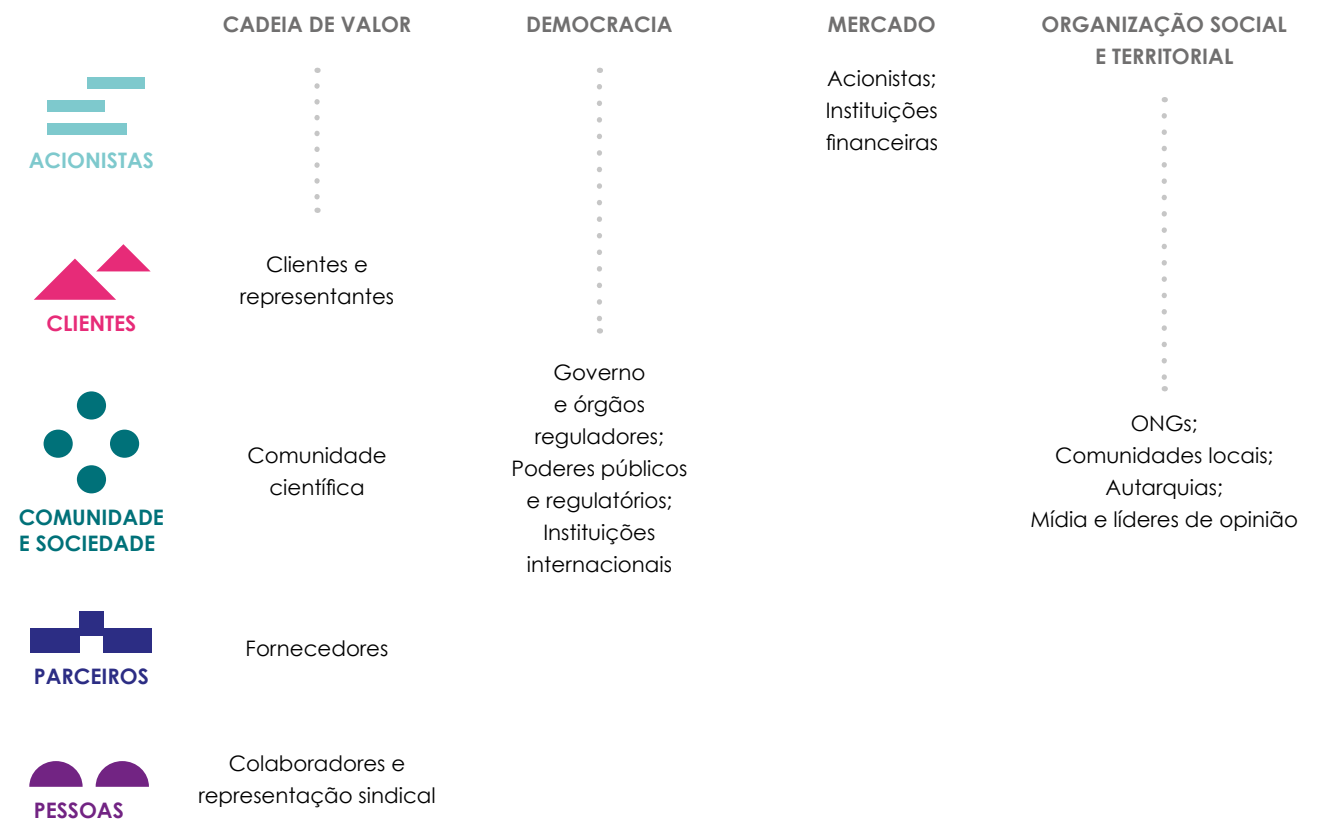 CADEIA DE VALOR
DEMOCRACIA
MERCADO
ORGANIZAÇÃO SOCIAL
E TERRITORIAL
ACIONISTAS
Acionistas;
Instituições
financeiras
CLIENTES
Clientes e
representantes
COMUNIDADE
E SOCIEDADE
Comunidade
científica
Governo
e órgãos
reguladores;
Poderes públicos
e regulatórios;
Instituições
internacionais
ONGs;
Comunidades locais;
Autarquias;
Mídia e líderes de opinião
PARCEIROS
Fornecedores
PESSOAS
Colaboradores e
representação sindical